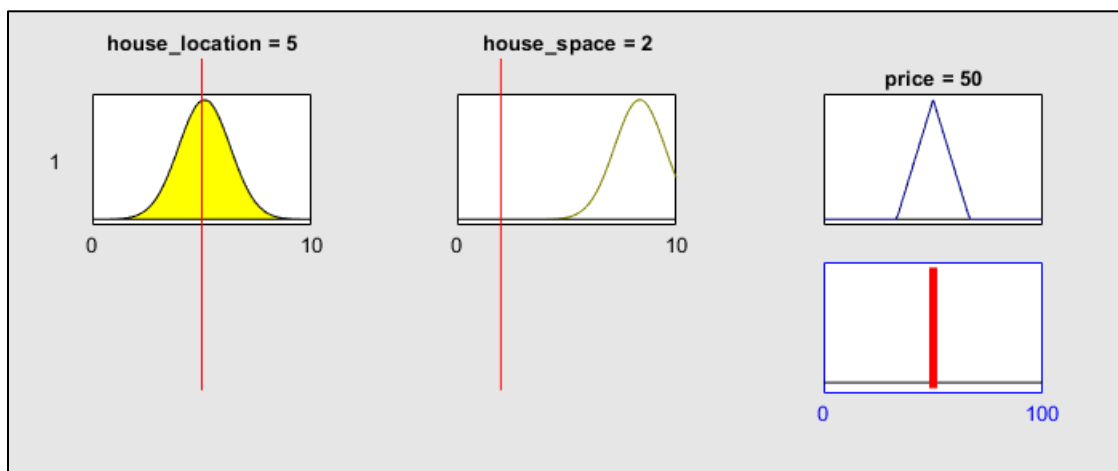 house_location = 5
house_space = 2
price = 50
1
0 10
0 10
0 100